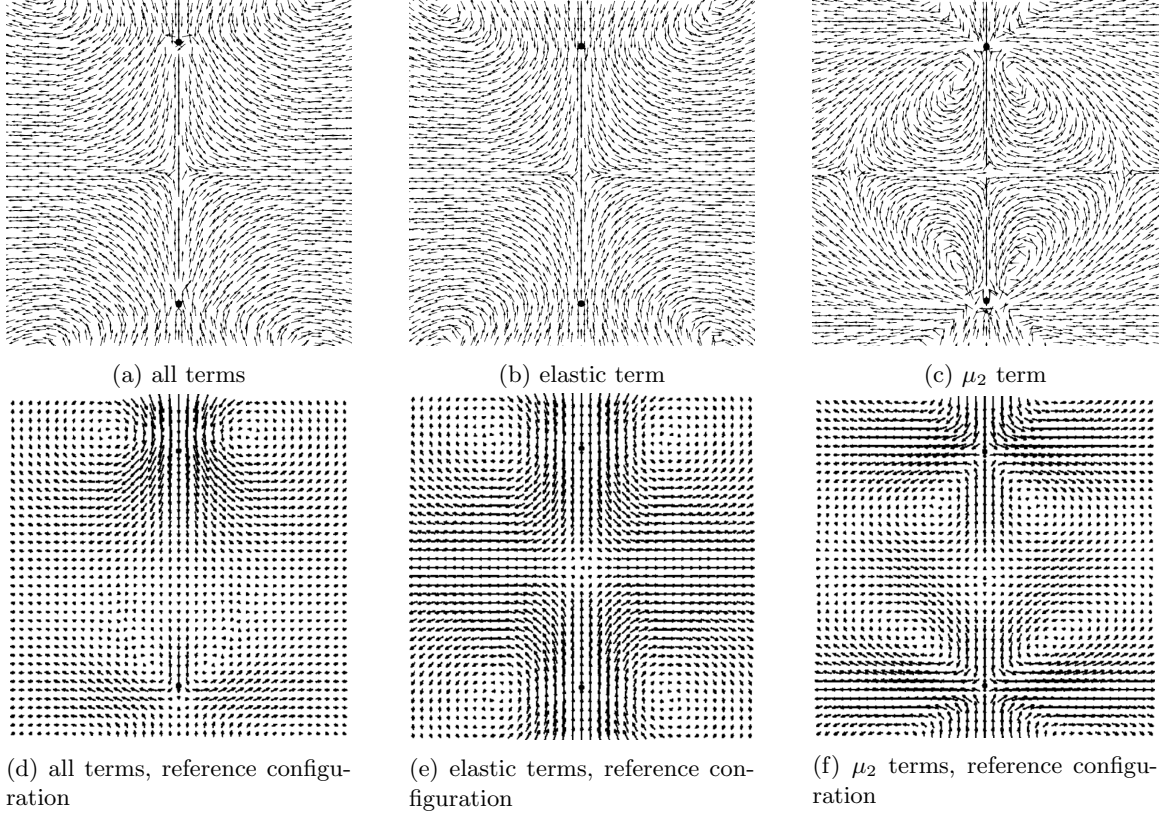 (a) all terms
(b) elastic term
(c) μ₂ term
(d) all terms, reference configu-
ration
(e) elastic terms, reference con-
figuration
(f) μ₂ terms, reference configu-
ration